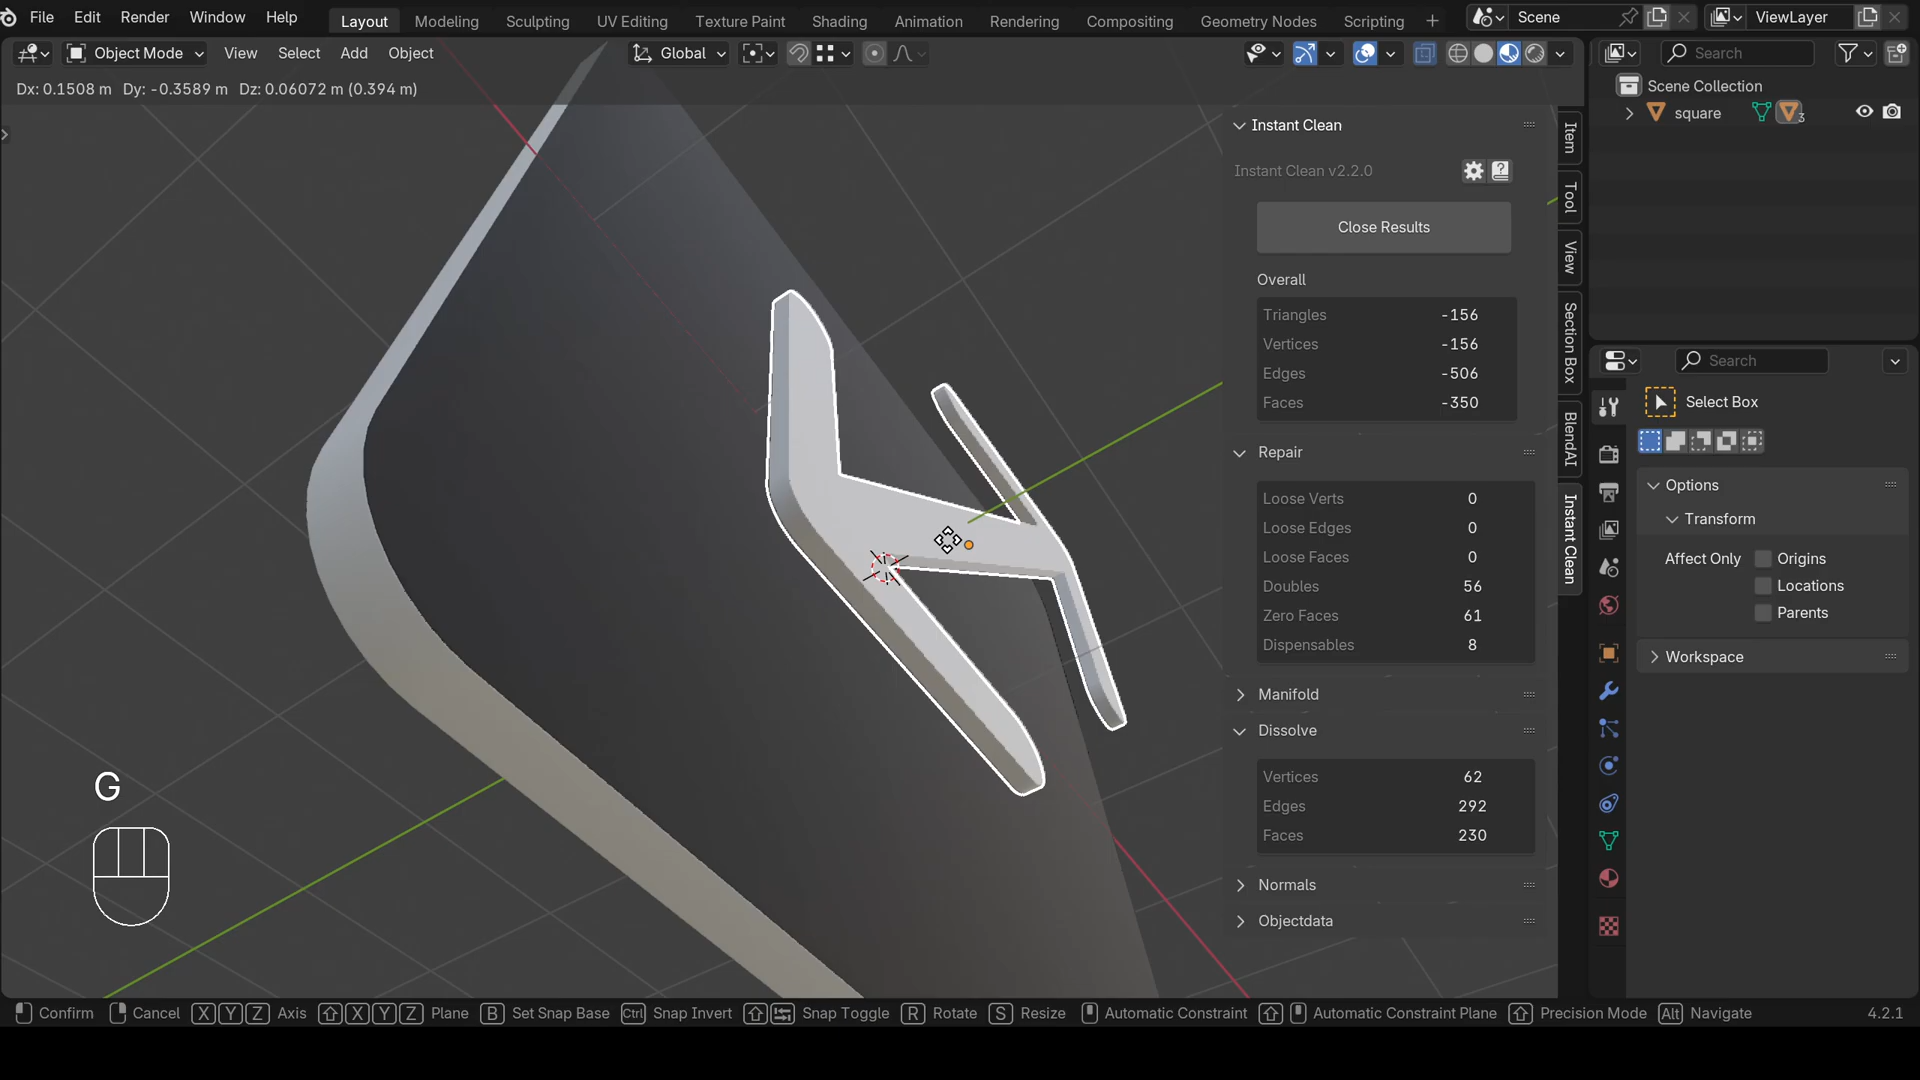 File Edit Render Window Help Layout Modeling Sculpting UV Editing Texture Paint Shading Animation Rendering Compositing Geometry Nodes Scripting Scene ViewLayer
Object Mode View Select Add Object Global Search
Dx: 0.1508 m Dy: -0.3589 m Dz: 0.06072 m (0.394 m)
Scene Collection
square 3
Instant Clean
Instant Clean v2.2.0
Close Results
Overall
Triangles -156
Vertices -156
Edges -506
Faces -350
Repair
Loose Verts 0
Loose Edges 0
Loose Faces 0
Doubles 56
Zero Faces 61
Dispensables 8
Manifold
Dissolve
Vertices 62
Edges 292
Faces 230
Normals
Objectdata
Item
Tool
View
Section Box
BlendAI
Instant Clean
Search
Select Box
Options
Transform
Affect Only Origins
Locations
Parents
Workspace
G
Confirm Cancel X Y Z Axis X Y Z Plane B Set Snap Base Ctrl Snap Invert Snap Toggle R Rotate S Resize Automatic Constraint Automatic Constraint Plane Precision Mode Alt Navigate 4.2.1